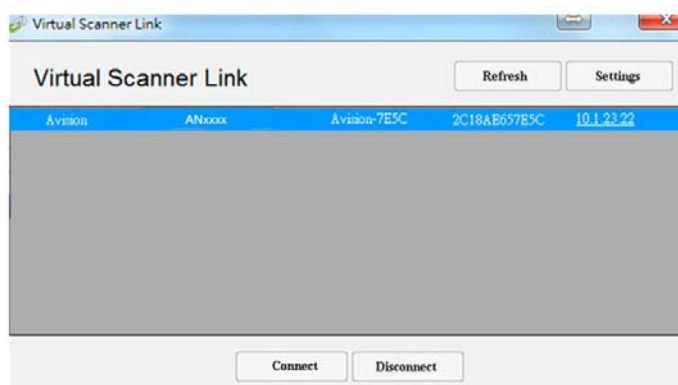 Virtual Scanner Link
Virtual Scanner Link Refresh Settings
Avision ANxxxx Avision-7E5C 2C18AE657E5C 10.1.23.22
Connect Disconnect